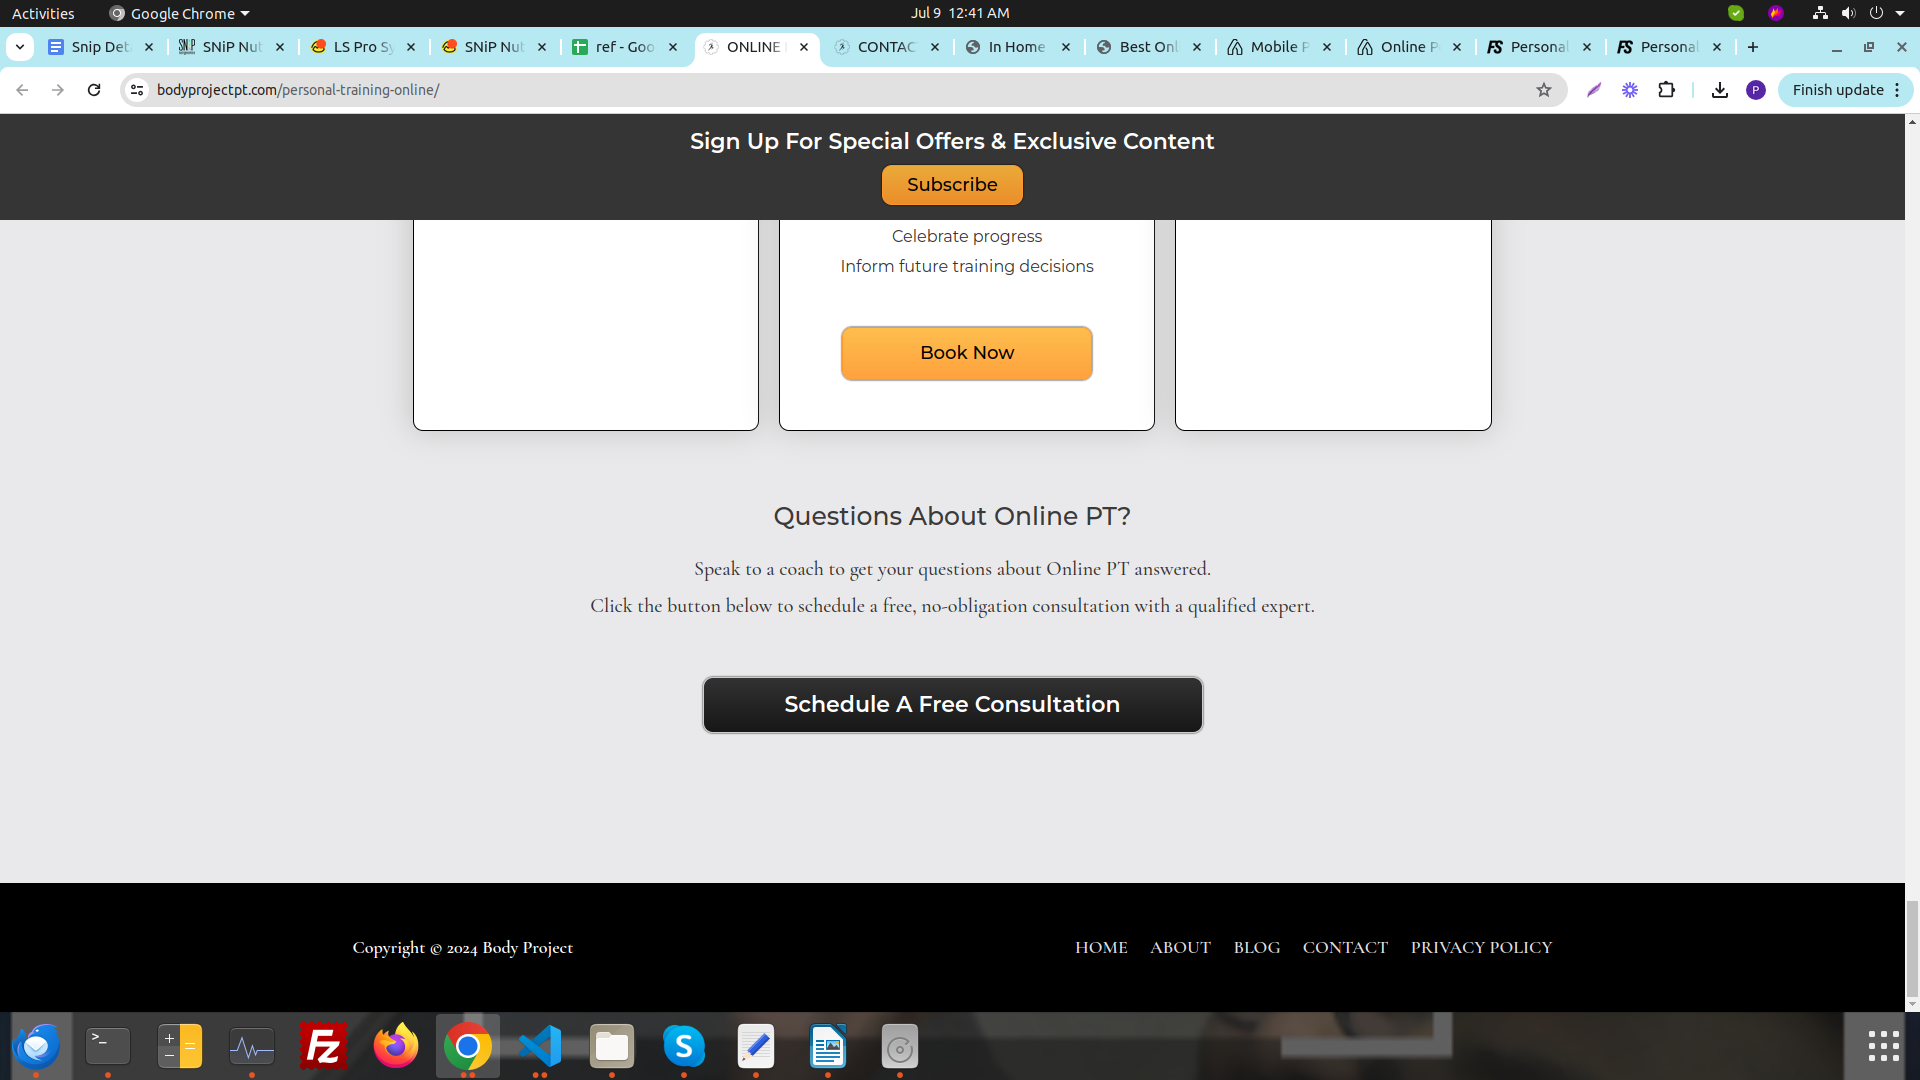 Activities
Google Chrome
Jul 9 12:41 AM
Snip Det
SNiP Nut
LS Pro Sy
SNiP Nut
ref - Goo
ONLINE
CONTAC
In Home
Best Onl
Mobile P
Online P
Personal
Personal
bodyprojectpt.com/personal-training-online/
P
Finish update
Sign Up For Special Offers & Exclusive Content
Subscribe
Celebrate progress
Inform future training decisions
Book Now
Questions About Online PT?
Speak to a coach to get your questions about Online PT answered.
Click the button below to schedule a free, no-obligation consultation with a qualified expert.
Schedule A Free Consultation
Copyright © 2024 Body Project
HOME ABOUT BLOG CONTACT PRIVACY POLICY